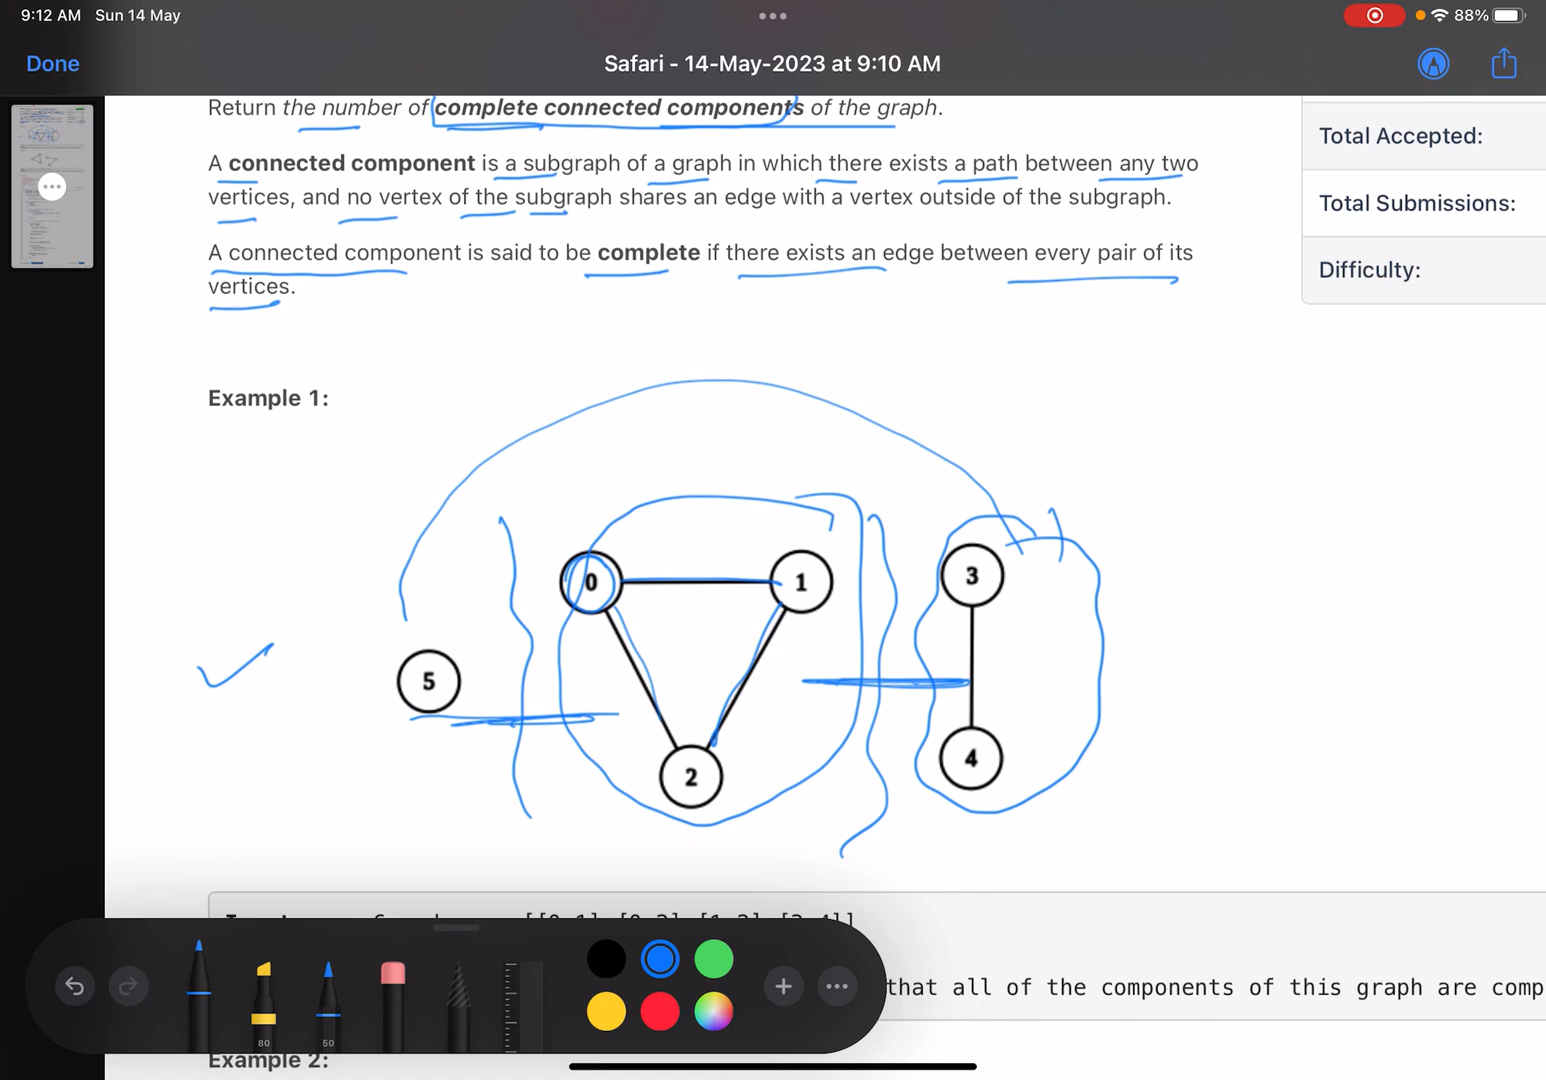 9:12 AM Sun 14 May
88%
Done
Safari - 14-May-2023 at 9:10 AM
Return the number of complete connected components of the graph.
A connected component is a subgraph of a graph in which there exists a path between any two
vertices, and no vertex of the subgraph shares an edge with a vertex outside of the subgraph.
A connected component is said to be complete if there exists an edge between every pair of its
vertices.
Total Accepted:
Total Submissions:
Difficulty:
Example 1:
0
1
3
5
2
4
that all of the components of this graph are comp
80
50
Example 2: